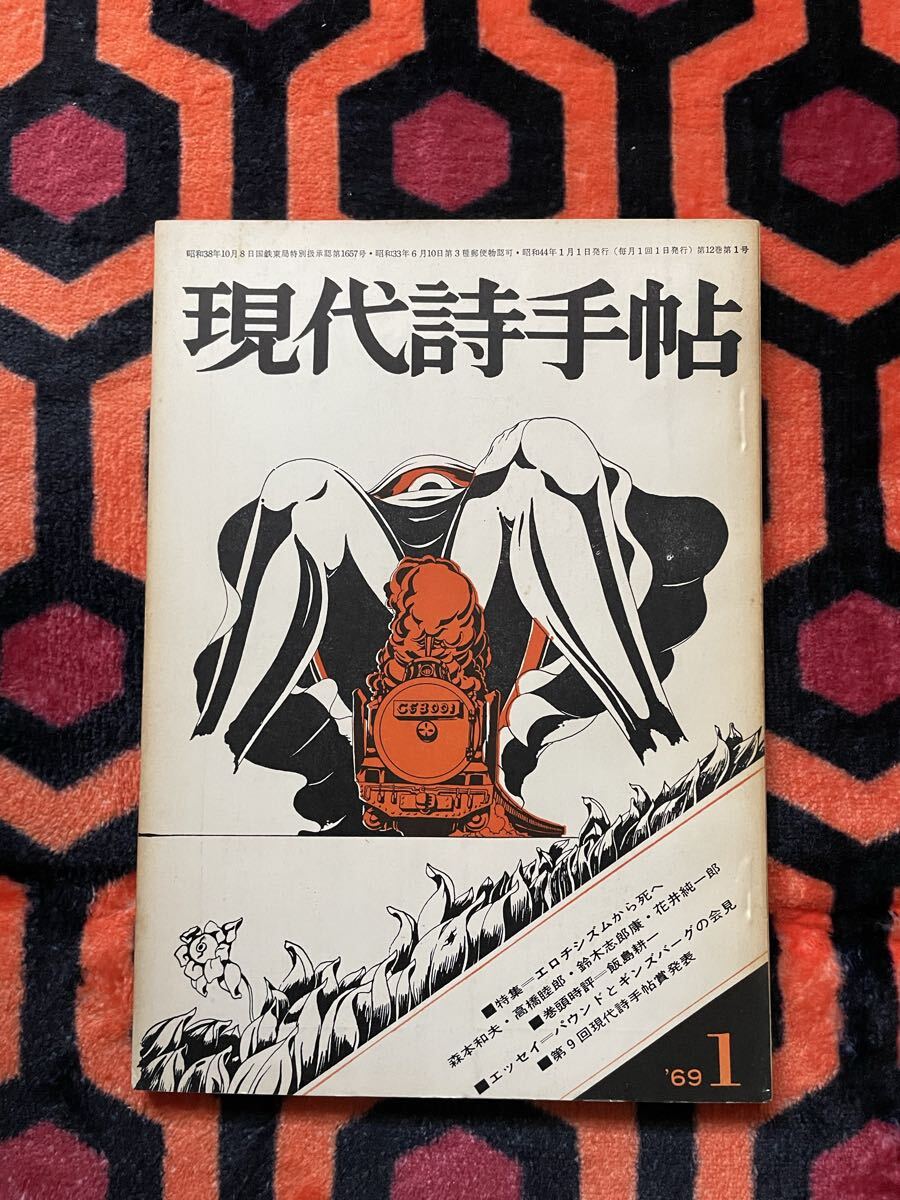 昭和38年10月8日国鉄東局特別扱承認第1657号・昭和33年6月10日第3種郵便物認可・昭和44年1月1日発行(毎月1回1日発行)第12巻第1号
現代詩手帖
C58991
■特集=エロチシズムから死へ
森本和夫・高橋睦郎・鈴木志郎康・花井純一郎
■巻頭時評=飯島耕一
■エッセイ=パウンドとギンズバーグの会見
■第9回現代詩手帖賞発表
'69 1